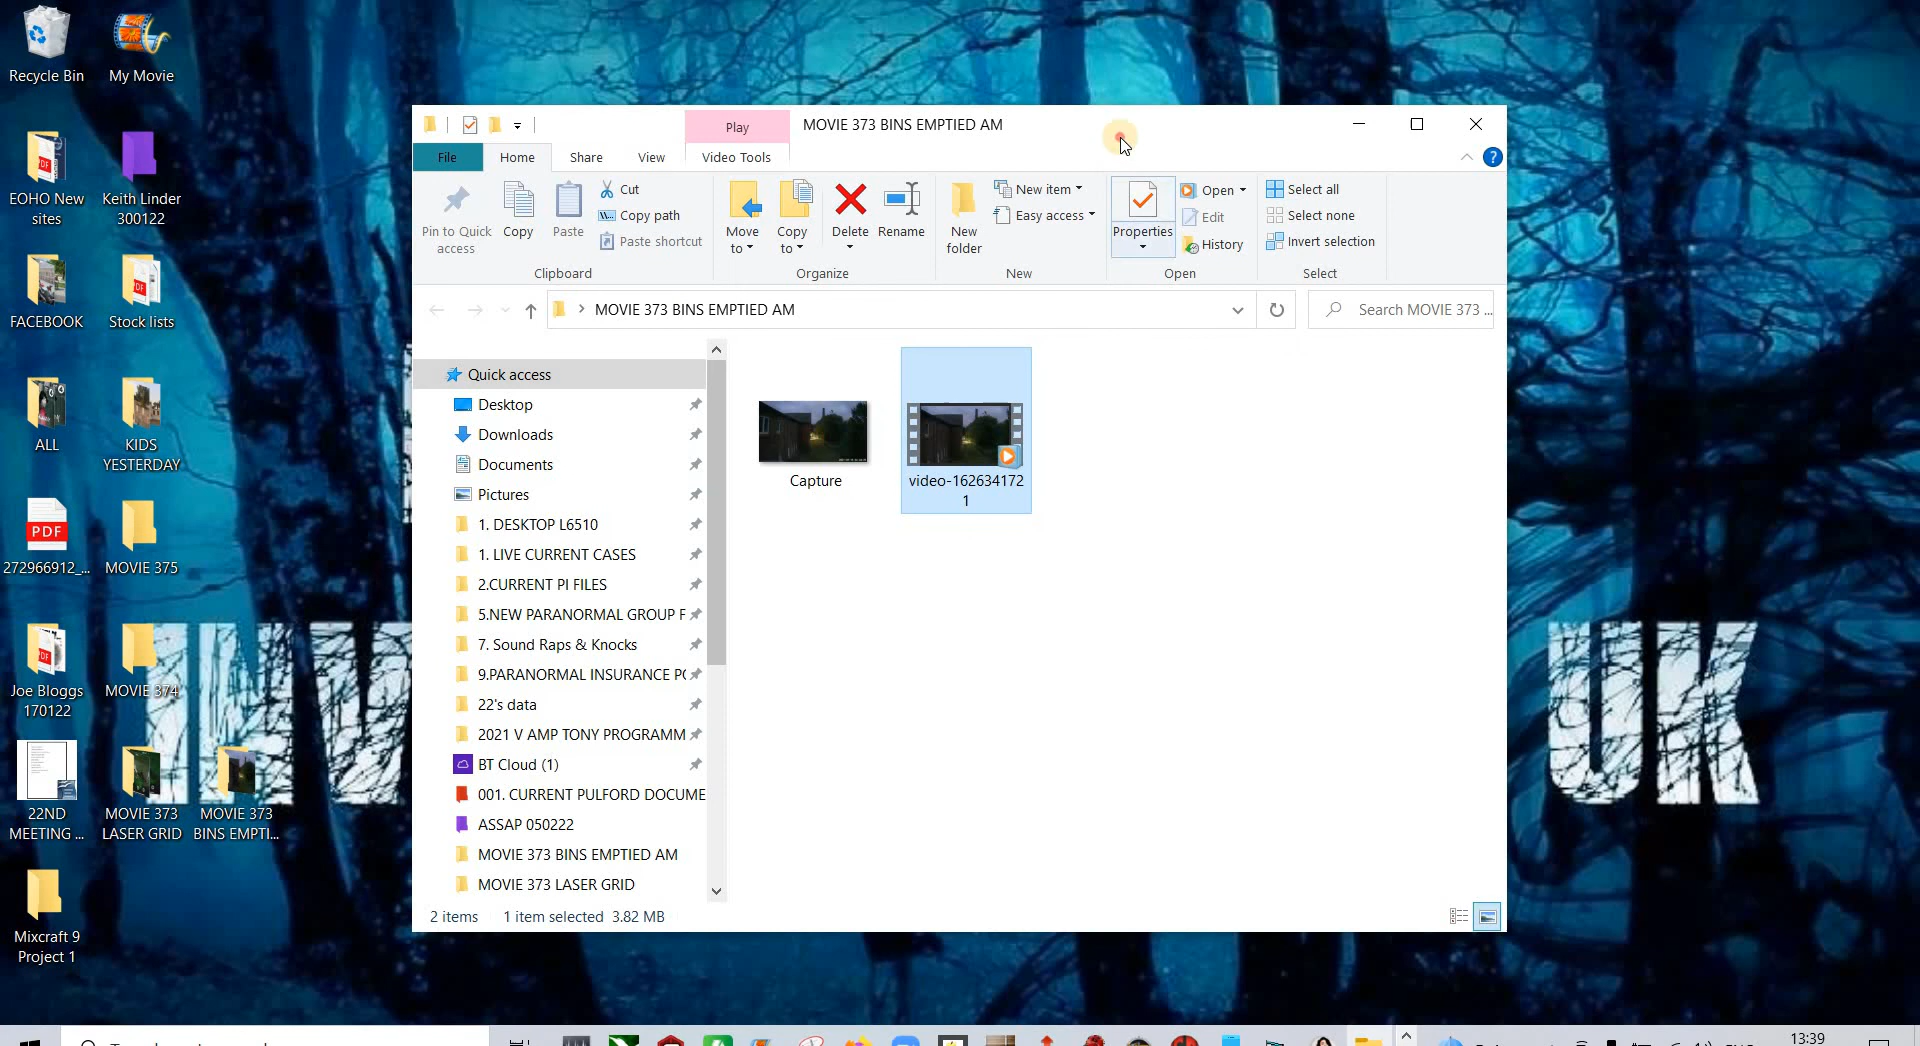 Recycle Bin
My Movie
EOHO New
sites
Keith Linder
300122
FACEBOOK
Stock lists
ALL
KIDS
YESTERDAY
PDF
272966912_...
MOVIE 375
Joe Bloggs
170122
MOVIE 374
22ND
MEETING ...
MOVIE 373
LASER GRID
MOVIE 373
BINS EMPTI...
Mixcraft 9
Project 1
Play
MOVIE 373 BINS EMPTIED AM
File
Home
Share
View
Video Tools
Pin to Quick
access
Copy
Paste
Cut
Copy path
Paste shortcut
Clipboard
Move
to
Copy
to
Delete
Rename
Organize
New
folder
New item
Easy access
New
Properties
Open
Edit
History
Open
Select all
Select none
Invert selection
Select
MOVIE 373 BINS EMPTIED AM
Search MOVIE 373 ...
Quick access
Desktop
Downloads
Documents
Pictures
1. DESKTOP L6510
1. LIVE CURRENT CASES
2.CURRENT PI FILES
5.NEW PARANORMAL GROUP F
7. Sound Raps & Knocks
9.PARANORMAL INSURANCE PO
22's data
2021 V AMP TONY PROGRAMM
BT Cloud (1)
001. CURRENT PULFORD DOCUME
ASSAP 050222
MOVIE 373 BINS EMPTIED AM
MOVIE 373 LASER GRID
Capture
video-162634172
1
2 items
1 item selected 3.82 MB
UK
13:39